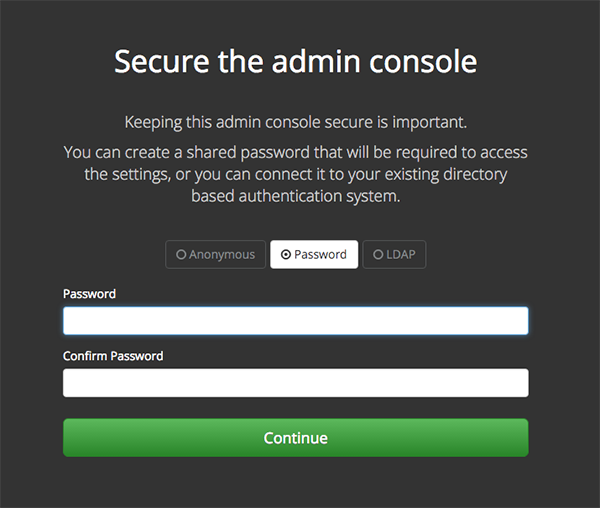 Secure the admin console
Keeping this admin console secure is important.
You can create a shared password that will be required to access
the settings, or you can connect it to your existing directory
based authentication system.
Anonymous Password LDAP
Password
Confirm Password
Continue